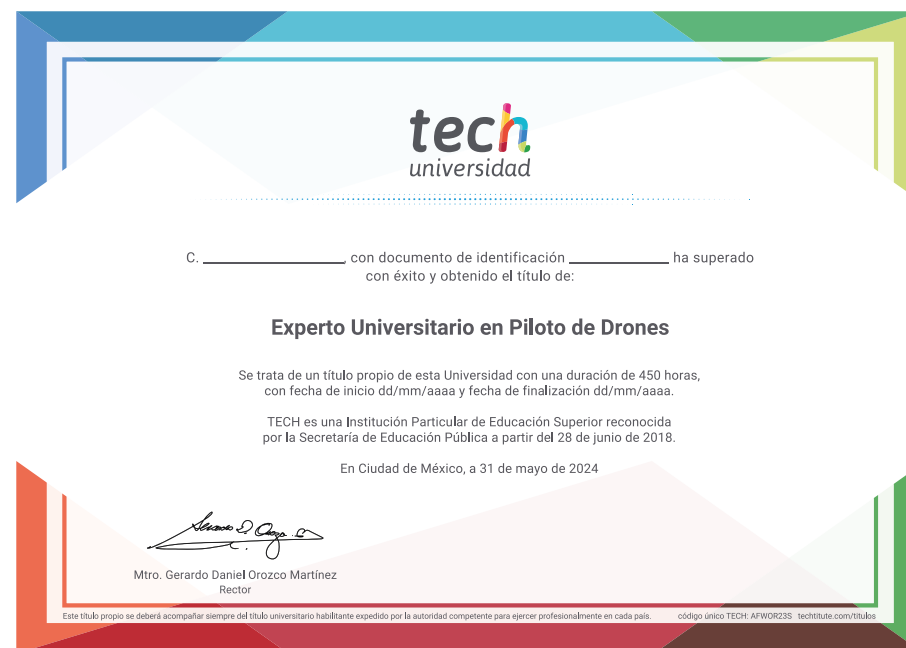 tech
universidad
C. ____________, con documento de identificación ____________ ha superado
con éxito y obtenido el título de:
Experto Universitario en Piloto de Drones
Se trata de un título propio de esta Universidad con una duración de 450 horas,
con fecha de inicio dd/mm/aaaa y fecha de finalización dd/mm/aaaa.
TECH es una Institución Particular de Educación Superior reconocida
por la Secretaría de Educación Pública a partir del 28 de junio de 2018.
En Ciudad de México, a 31 de mayo de 2024
Mtro. Gerardo Daniel Orozco Martínez
Rector
Este título propio se deberá acompañar siempre del título universitario habilitante expedido por la autoridad competente para ejercer profesionalmente en cada país. código único TECH: AFWOR23S techtitute.com/titulos